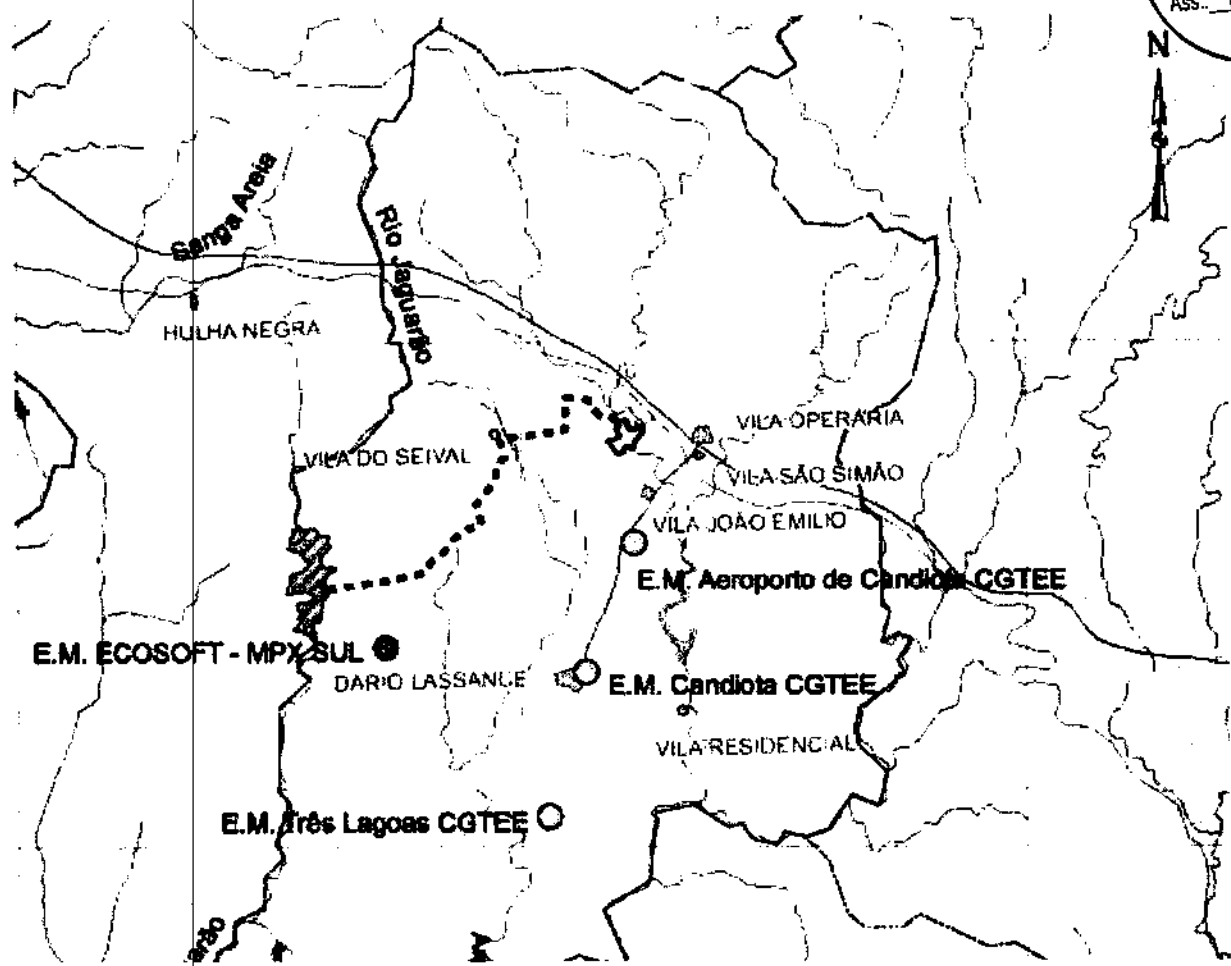 Ass.:
N
Sanga Areia
Rio Jaguarão
HULHA NEGRA
VILA OPERÁRIA
VILA DO SEIVAL
VILA SÃO SIMÃO
VILA JOÃO EMILIO
E.M. Aeroporto de Candiota CGTEE
E.M. ECOSOFT - MPX SUL
DARIO LASSANCE
E.M. Candiota CGTEE
VILA RESIDENCIAL
E.M. Três Lagoas CGTEE